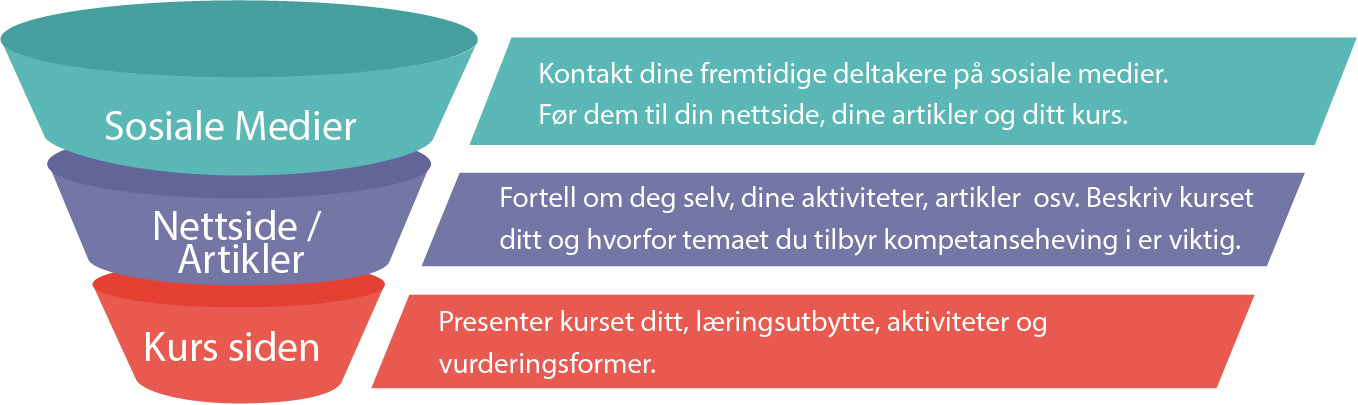 Sosiale Medier
Kontakt dine fremtidige deltakere på sosiale medier.
Før dem til din nettside, dine artikler og ditt kurs.
Nettside /
Artikler
Fortell om deg selv, dine aktiviteter, artikler  osv. Beskriv kurset
ditt og hvorfor temaet du tilbyr kompetanseheving i er viktig.
Kurs siden
Presenter kurset ditt, læringsutbytte, aktiviteter og
vurderingsformer.